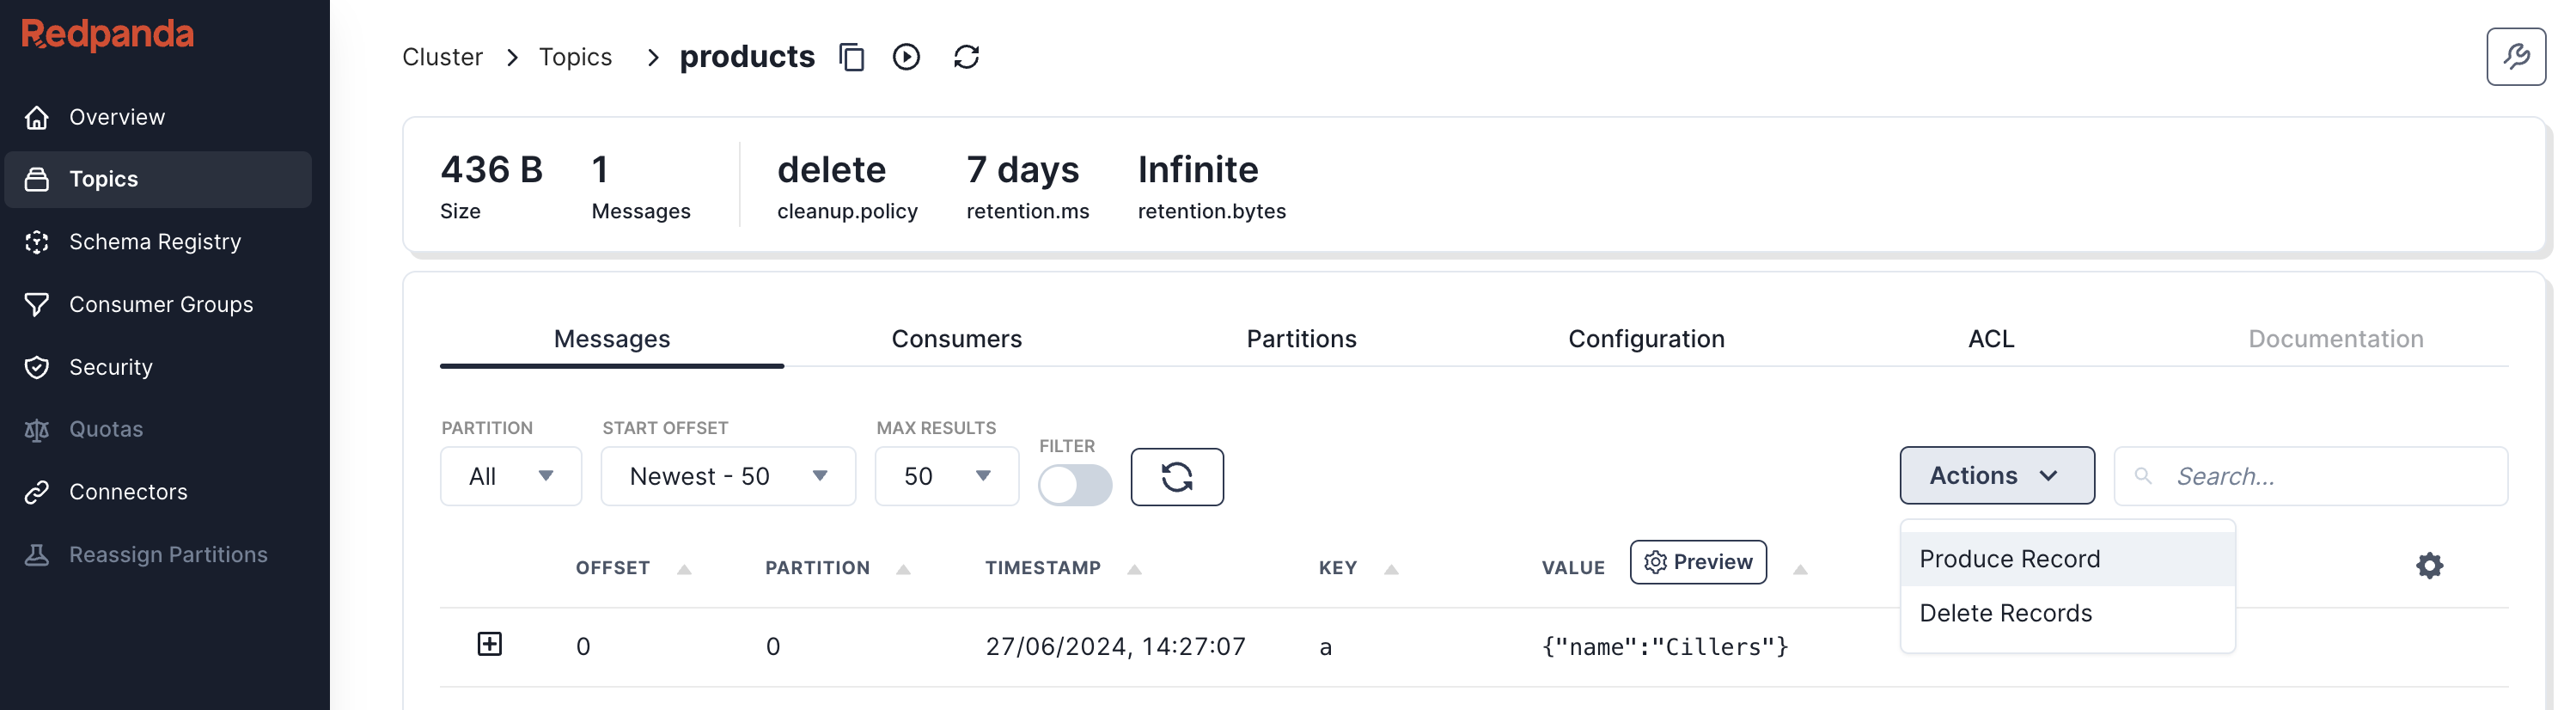 Redpanda
Overview
Topics
Schema Registry
Consumer Groups
Security
Quotas
Connectors
Reassign Partitions
Cluster > Topics > products
436 B 1 delete 7 days Infinite
Size Messages cleanup.policy retention.ms retention.bytes
Messages Consumers Partitions Configuration ACL Documentation
PARTITION START OFFSET MAX RESULTS FILTER
All Newest - 50 50 Actions Search...
Produce Record
Delete Records
OFFSET PARTITION TIMESTAMP KEY VALUE Preview
0 0 27/06/2024, 14:27:07 a {"name":"Cillers"}